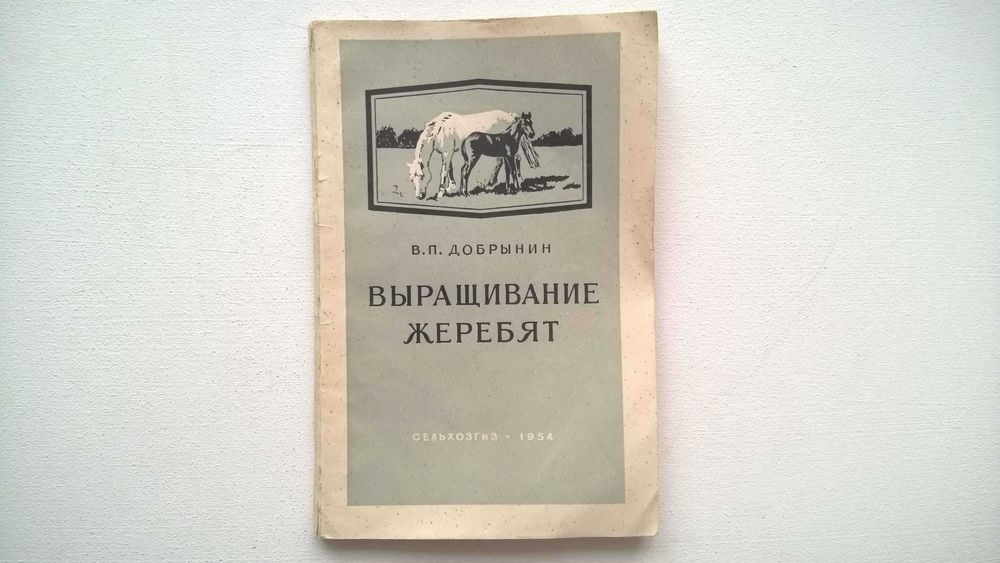 В.П. ДОБРЫНИН
ВЫРАЩИВАНИЕ
ЖЕРЕБЯТ
СЕЛЬХОЗГИЗ • 1954